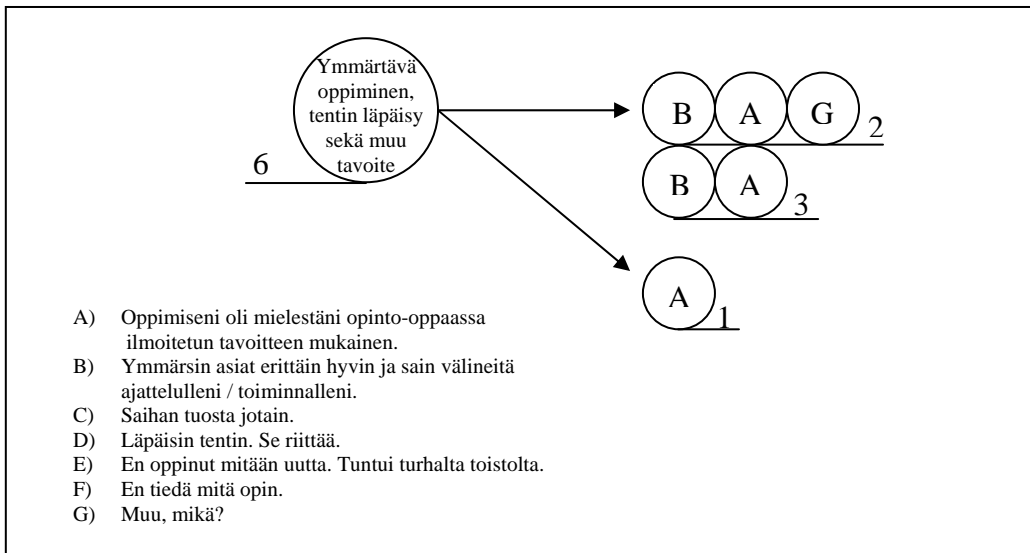 Ymmärtävä
oppiminen,
tentin läpäisy
sekä muu
tavoite
6
B A G 2
B A 3
A 1
A) Oppimiseni oli mielestäni opinto-oppaassa
ilmoitetun tavoitteen mukainen.
B) Ymmärsin asiat erittäin hyvin ja sain välineitä
ajattelulleni / toiminnalleni.
C) Saihan tuosta jotain.
D) Läpäisin tentin. Se riittää.
E) En oppinut mitään uutta. Tuntui turhalta toistolta.
F) En tiedä mitä opin.
G) Muu, mikä?